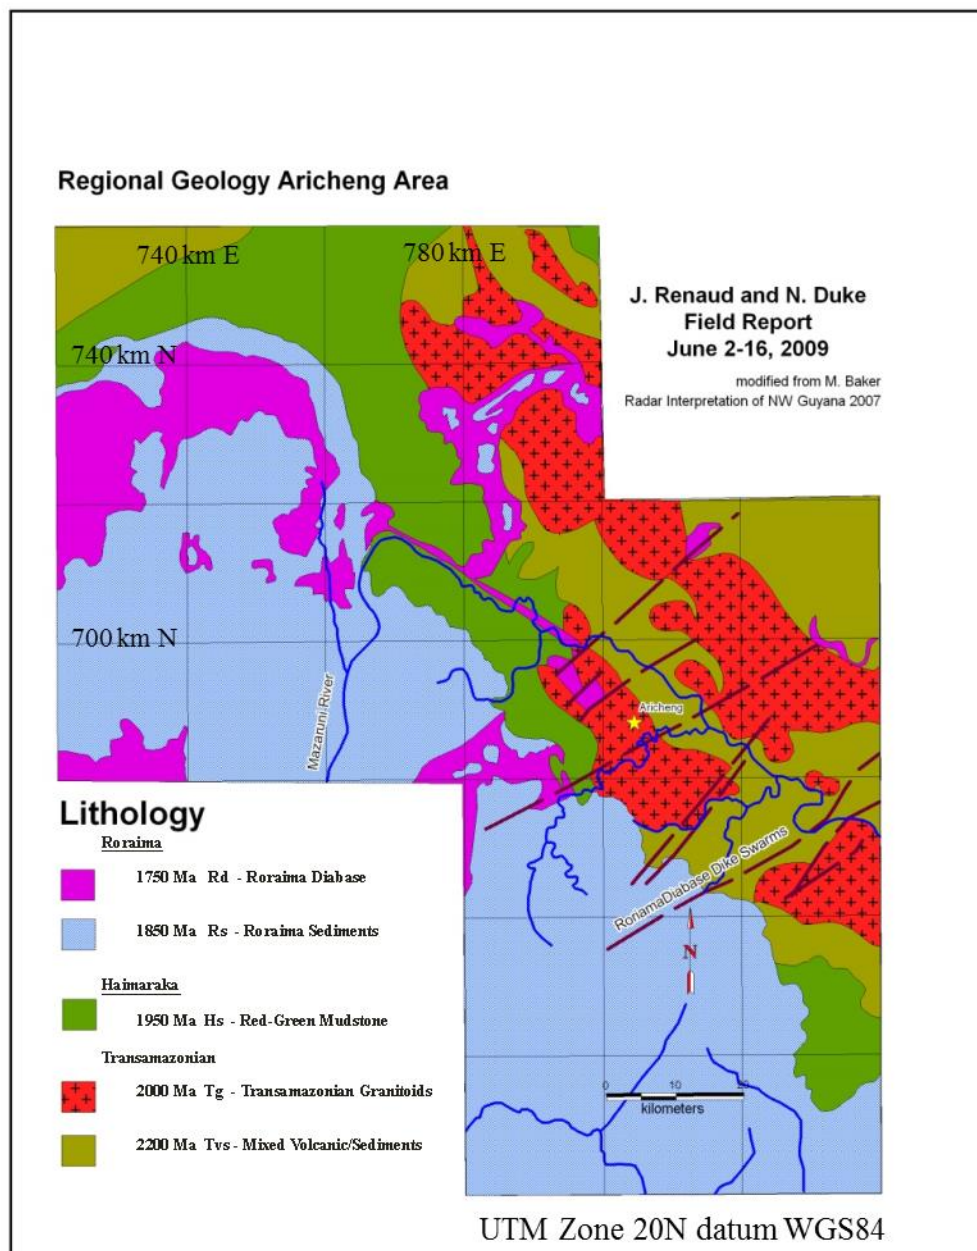 Regional Geology Aricheng Area
740 km E
780 km E
J. Renaud and N. Duke
Field Report
June 2-16, 2009
modified from M. Baker
Radar Interpretation of NW Guyana 2007
740 km N
700 km N
Mazaruni River
Aricheng
RoriamaDiabase Dike Swarms
N
0 10 20
kilometers
Lithology
Roraima
1750 Ma Rd - Roraima Diabase
1850 Ma Rs - Roraima Sediments
Haimaraka
1950 Ma Hs - Red-Green Mudstone
Transamazonian
2000 Ma Tg - Transamazonian Granitoids
2200 Ma Tvs - Mixed Volcanic/Sediments
UTM Zone 20N datum WGS84